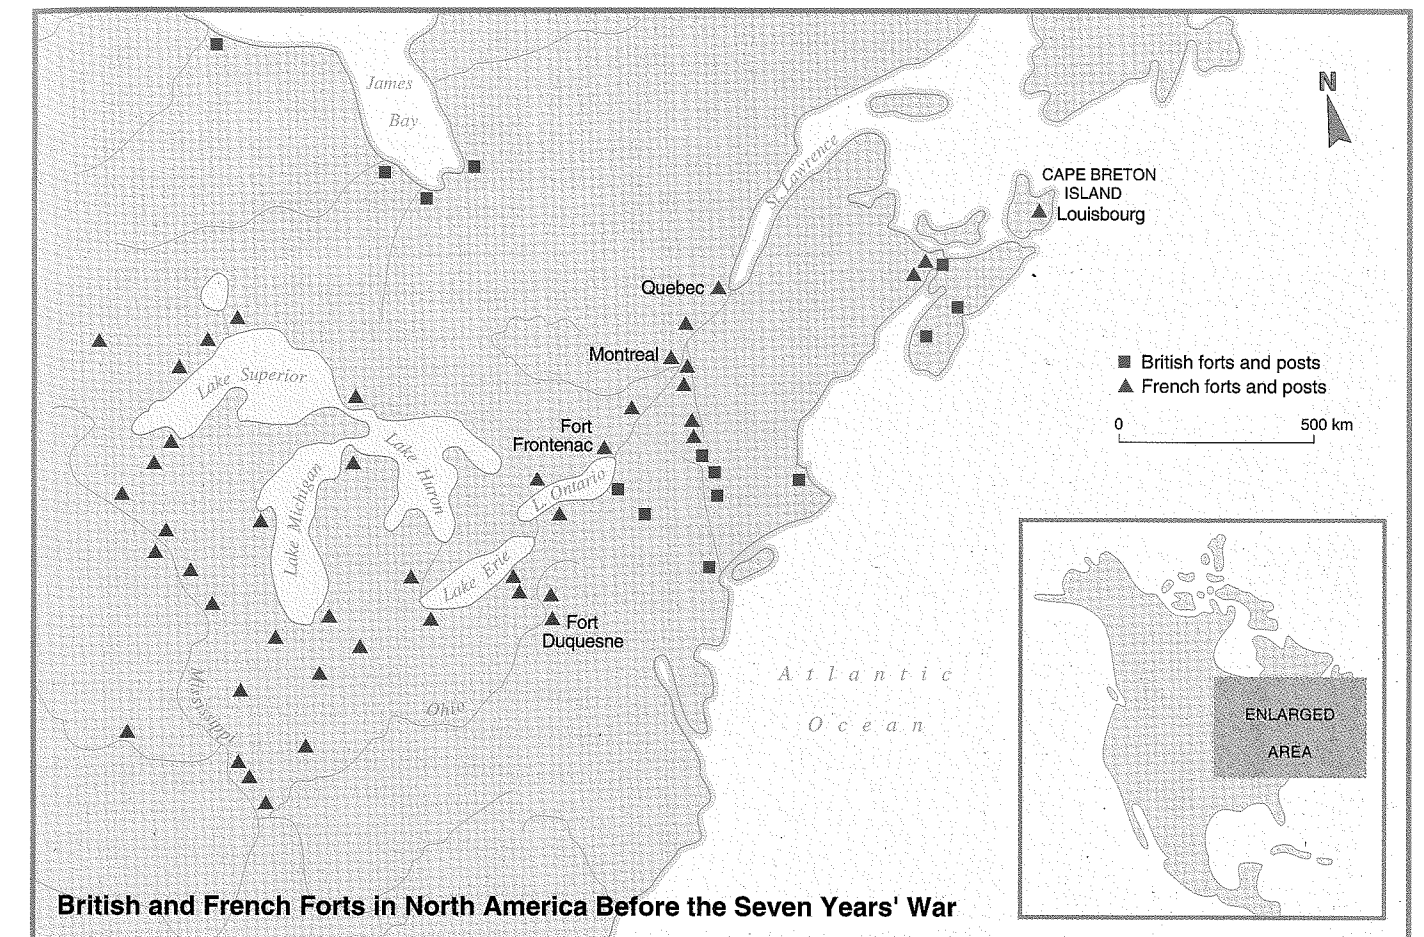 James
Bay
N
St. Lawrence
CAPE BRETON
ISLAND
Louisbourg
Quebec
Montreal
British forts and posts
French forts and posts
0 500 km
Lake Superior
Fort
Frontenac
Lake Huron
Lake Michigan
L. Ontario
Lake Erie
Fort
Duquesne
Mississippi
Ohio
Atlantic
Ocean
ENLARGED
AREA
British and French Forts in North America Before the Seven Years' War